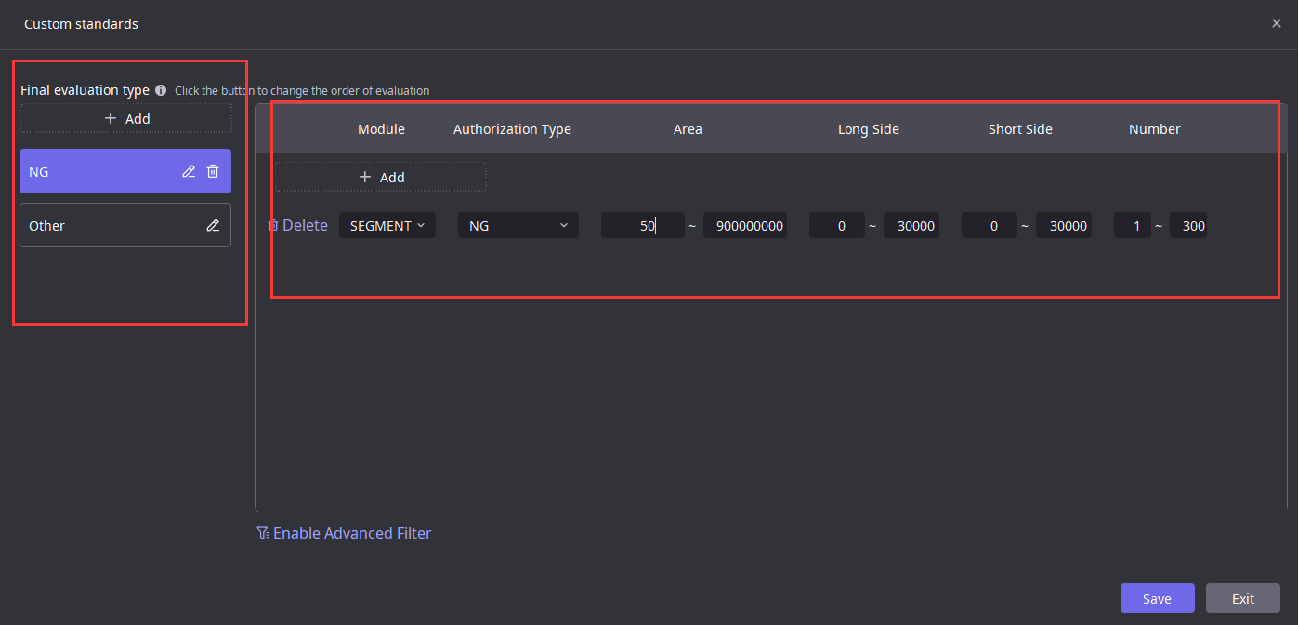 Custom standards
Final evaluation type Click the button to change the order of evaluation
Add
NG
Other
Module Authorization Type Area Long Side Short Side Number
Add
Delete SEGMENT NG 50 ~ 900000000 0 ~ 30000 0 ~ 30000 1 ~ 300
Enable Advanced Filter
Save Exit